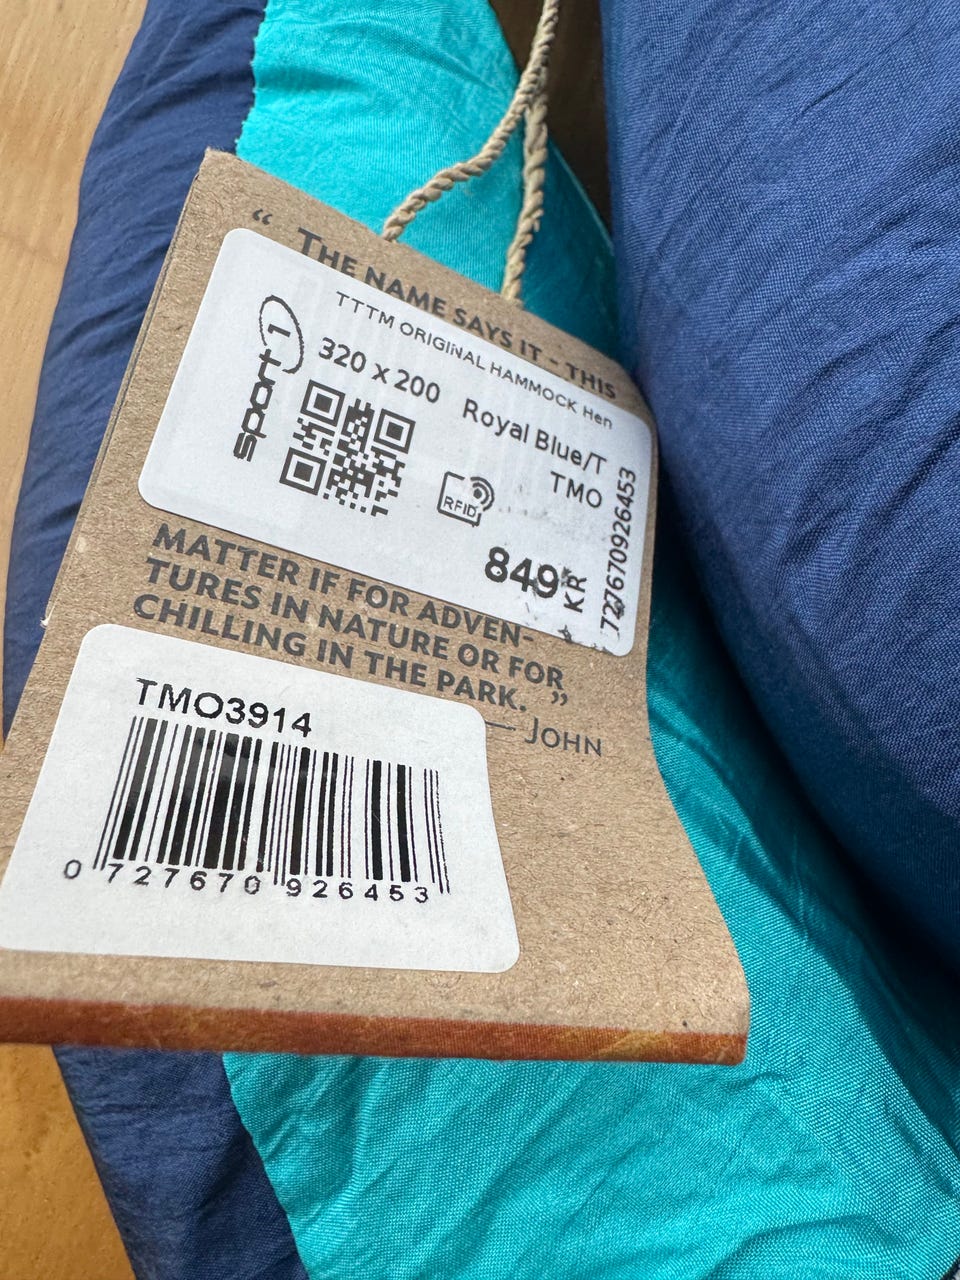 “ THE NAME SAYS IT - THIS
sport 1
TTTM ORIGINAL HAMMOCK Hen
320 x 200
Royal Blue/T
TMO
RFID
849 KR
727670926453
MATTER IF FOR ADVEN-
TURES IN NATURE OR FOR
CHILLING IN THE PARK. ”
— JOHN
TMO3914
0 727670 926453